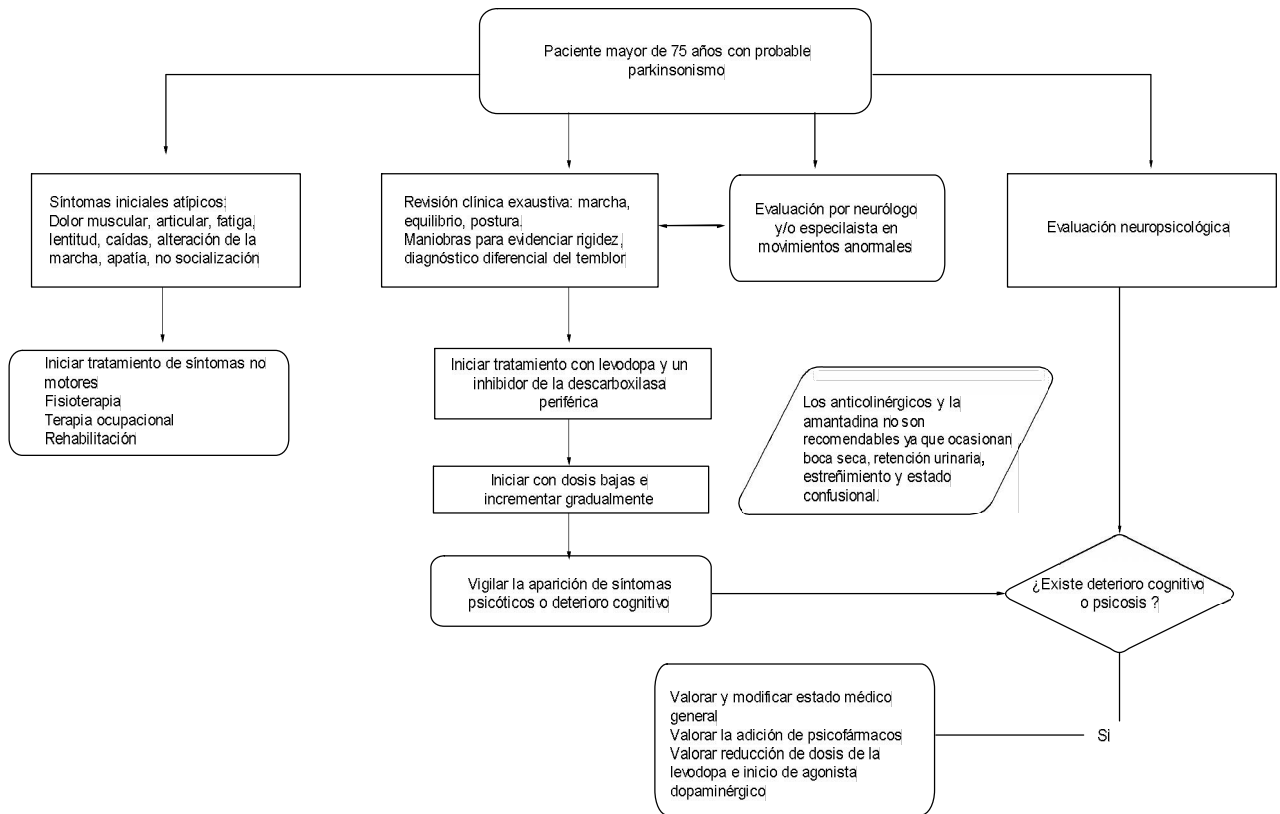 Paciente mayor de 75 años con probable
parkinsonismo
Síntomas iniciales atípicos:
Dolor muscular, articular, fatiga,
lentitud, caídas, alteración de la
marcha, apatía, no socialización
Revisión clínica exaustiva: marcha,
equilibrio, postura.
Maniobras para evidenciar rigidez,
diagnóstico diferencial del temblor
Evaluación por neurólogo
y/o especilaista en
movimientos anormales
Evaluación neuropsicológica
Iniciar tratamiento de síntomas no
motores
Fisioterapia
Terapia ocupacional
Rehabilitación
Iniciar tratamiento con levodopa y un
inhibidor de la descarboxilasa
periférica
Los anticolinérgicos y la
amantadina no son
recomendables ya que ocasionan
boca seca, retención urinaria,
estreñimiento y estado
confusional.
Iniciar con dosis bajas e
incrementar gradualmente
Vigilar la aparición de síntomas
psicóticos o deterioro cognitivo
¿Existe deterioro cognitivo
o psicosis ?
Valorar y modificar estado médico
general
Valorar la adición de psicofármacos
Valorar reducción de dosis de la
levodopa e inicio de agonista
dopaminérgico
Si